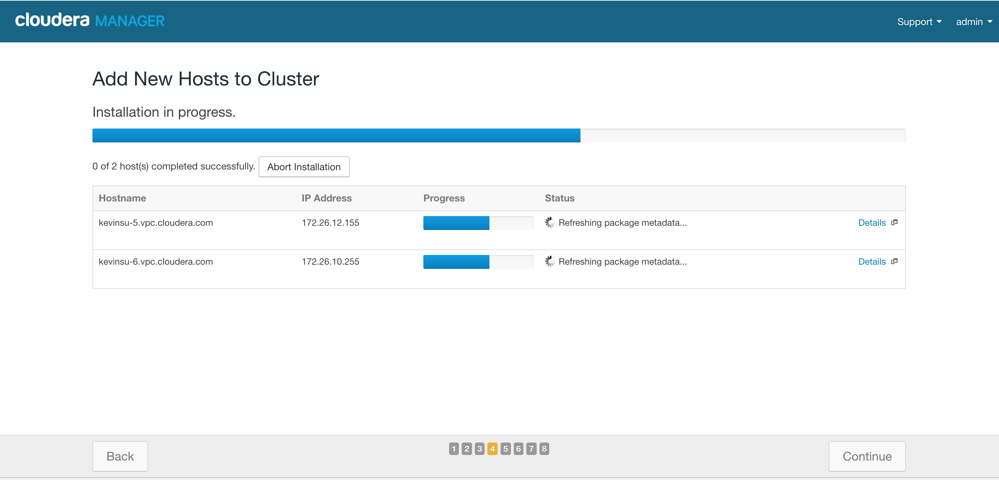 cloudera MANAGER Support admin
Add New Hosts to Cluster
Installation in progress.
0 of 2 host(s) completed successfully. Abort Installation
Hostname IP Address Progress Status
kevinsu-5.vpc.cloudera.com 172.26.12.155 Refreshing package metadata... Details
kevinsu-6.vpc.cloudera.com 172.26.10.255 Refreshing package metadata... Details
Back 1 2 3 4 5 6 7 8 Continue